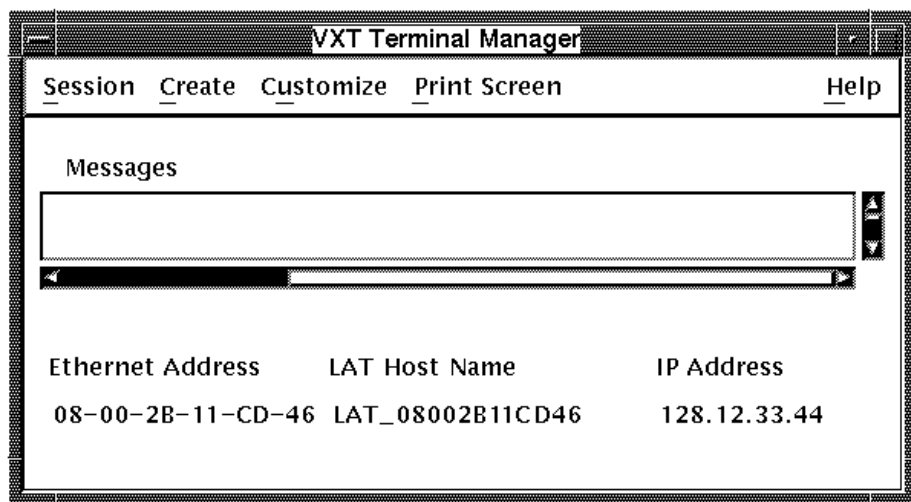 VXT Terminal Manager
Session Create Customize Print Screen Help
Messages
Ethernet Address LAT Host Name IP Address
08-00-2B-11-CD-46 LAT_08002B11CD46 128.12.33.44